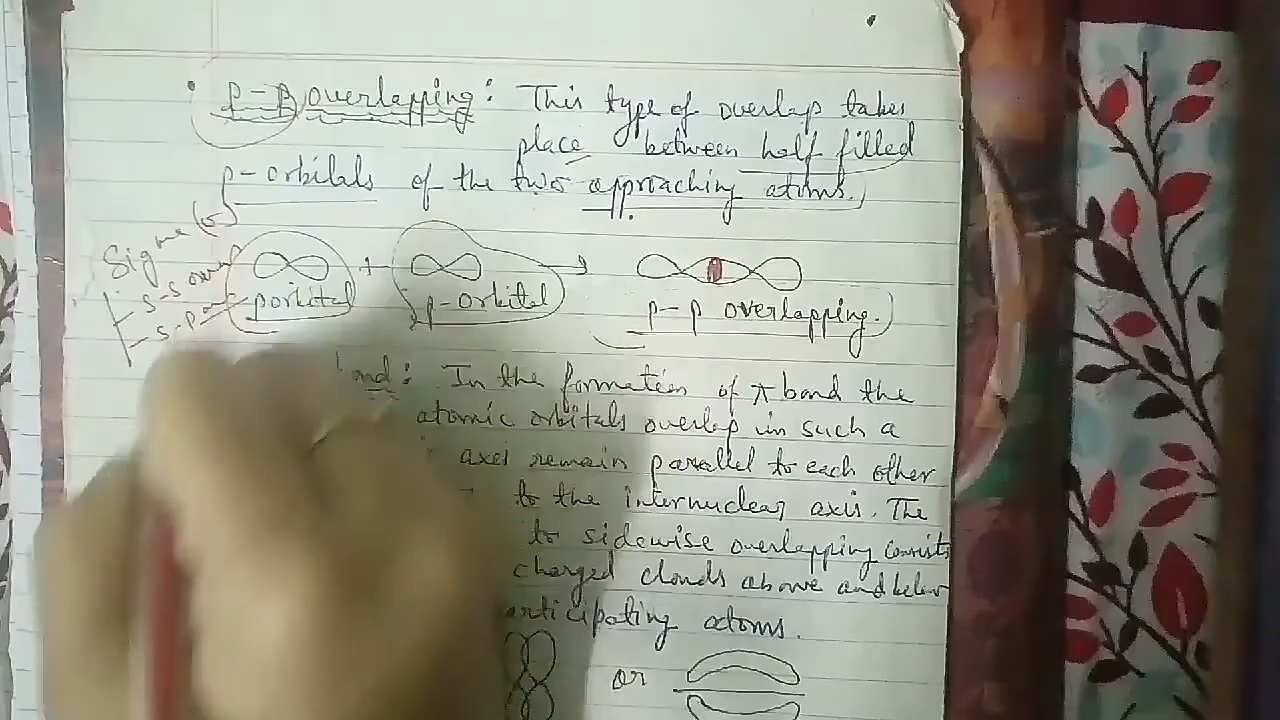 p-p overlapping: This type of overlap takes
place between half filled
p-orbitals of the two approaching atoms.
Sigma (σ)
s-s over
s-p
porbital + p-orbital → p-p overlapping.
bond: In the formation of π bond the
atomic orbitals overlap in such a
axes remain parallel to each other
to the internuclear axis. The
to sidewise overlapping consists
charged clouds above and below
participating atoms.
or